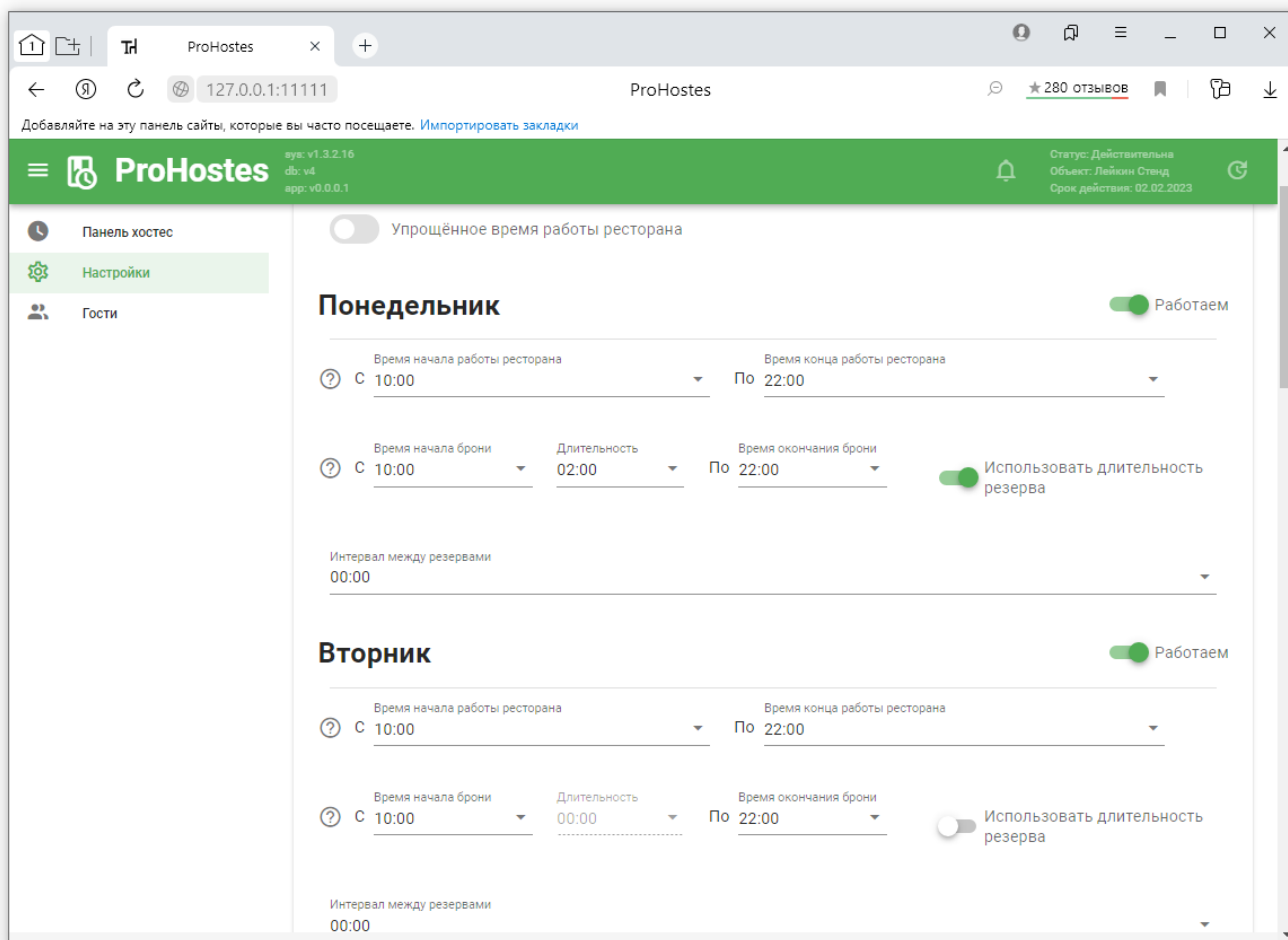 1
TH ProHostes
Я 127.0.0.1:11111 ProHostes 280 отзывов
Добавляйте на эту панель сайты, которые вы часто посещаете. Импортировать закладки
ProHostes
sys: v1.3.2.16
db: v4
app: v0.0.0.1
Статус: Действительна
Объект: Лейкин Стенд
Срок действия: 02.02.2023
Панель хостес
Настройки
Гости
Упрощённое время работы ресторана
Понедельник Работаем
Время начала работы ресторана Время конца работы ресторана
? С 10:00 По 22:00
Время начала брони Длительность Время окончания брони
? С 10:00 02:00 По 22:00
Использовать длительность
резерва
Интервал между резервами
00:00
Вторник Работаем
Время начала работы ресторана Время конца работы ресторана
? С 10:00 По 22:00
Время начала брони Длительность Время окончания брони
? С 10:00 00:00 По 22:00
Использовать длительность
резерва
Интервал между резервами
00:00